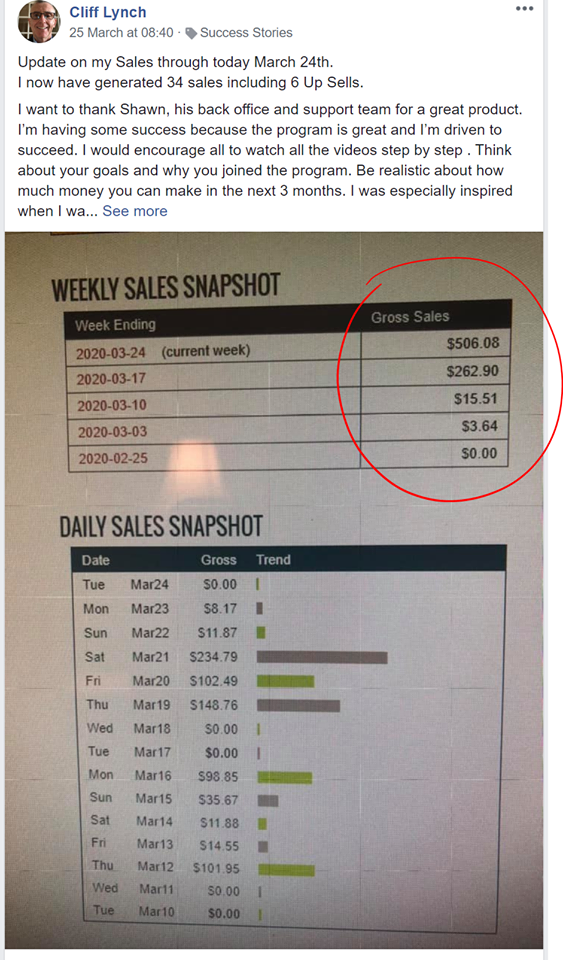 Cliff Lynch
25 March at 08:40 · Success Stories
Update on my Sales through today March 24th.
I now have generated 34 sales including 6 Up Sells.
I want to thank Shawn, his back office and support team for a great product.
I'm having some success because the program is great and I'm driven to
succeed. I would encourage all to watch all the videos step by step . Think
about your goals and why you joined the program. Be realistic about how
much money you can make in the next 3 months. I was especially inspired
when I wa... See more
WEEKLY SALES SNAPSHOT
Week Ending Gross Sales
2020-03-24 (current week) $506.08
2020-03-17 $262.90
2020-03-10 $15.51
2020-03-03 $3.64
2020-02-25 $0.00
DAILY SALES SNAPSHOT
Date Gross Trend
Tue Mar24 $0.00
Mon Mar23 $8.17
Sun Mar22 $11.87
Sat Mar21 $234.79
Fri Mar20 $102.49
Thu Mar19 $148.76
Wed Mar18 $0.00
Tue Mar17 $0.00
Mon Mar16 $98.85
Sun Mar15 $35.67
Sat Mar14 $11.88
Fri Mar13 $14.55
Thu Mar12 $101.95
Wed Mar11 $0.00
Tue Mar10 $0.00